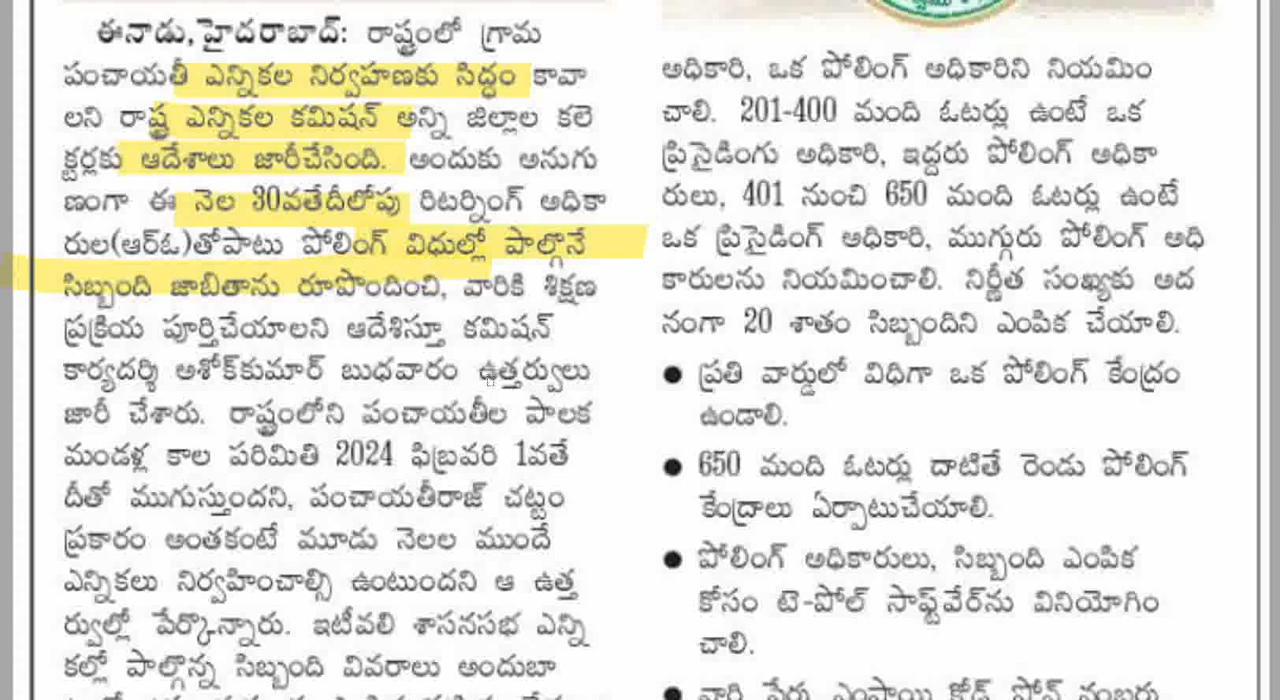 ఈనాడు, హైదరాబాద్: రాష్ట్రంలో గ్రామ
పంచాయతీ ఎన్నికల నిర్వహణకు సిద్ధం కావా
లని రాష్ట్ర ఎన్నికల కమిషన్ అన్ని జిల్లాల కలె
క్టర్లకు ఆదేశాలు జారీచేసింది. అందుకు అనుగు
ణంగా ఈ నెల 30వతేదీలోపు రిటర్నింగ్ అధికా
రుల(ఆర్ఓ)తోపాటు పోలింగ్ విధుల్లో పాల్గొనే
సిబ్బంది జాబితాను రూపొందించి, వారికి శిక్షణ
ప్రక్రియ పూర్తిచేయాలని ఆదేశిస్తూ కమిషన్
కార్యదర్శి అశోక్‌కుమార్ బుధవారం ఉత్తర్వులు
జారీ చేశారు. రాష్ట్రంలోని పంచాయతీల పాలక
మండళ్ల కాల పరిమితి 2024 ఫిబ్రవరి 1వతే
దీతో ముగుస్తుందని, పంచాయతీరాజ్ చట్టం
ప్రకారం అంతకంటే మూడు నెలల ముందే
ఎన్నికలు నిర్వహించాల్సి ఉంటుందని ఆ ఉత్త
ర్వుల్లో పేర్కొన్నారు. ఇటీవలి శాసనసభ ఎన్ని
కల్లో పాల్గొన్న సిబ్బంది వివరాలు అందుబా
అధికారి, ఒక పోలింగ్ అధికారిని నియమిం
చాలి. 201-400 మంది ఓటర్లు ఉంటే ఒక
ప్రిసైడింగు అధికారి, ఇద్దరు పోలింగ్ అధికా
రులు, 401 నుంచి 650 మంది ఓటర్లు ఉంటే
ఒక ప్రిసైడింగ్ అధికారి, ముగ్గురు పోలింగ్ అధి
కారులను నియమించాలి. నిర్ణీత సంఖ్యకు అద
నంగా 20 శాతం సిబ్బందిని ఎంపిక చేయాలి.
● ప్రతి వార్డులో విధిగా ఒక పోలింగ్ కేంద్రం
ఉండాలి.
● 650 మంది ఓటర్లు దాటితే రెండు పోలింగ్
కేంద్రాలు ఏర్పాటుచేయాలి.
● పోలింగ్ అధికారులు, సిబ్బంది ఎంపిక
కోసం టె-పోల్ సాఫ్ట్‌వేర్‌ను వినియోగిం
చాలి.
● వారి పేరు, ఎంప్లాయి కోడ్, ఫోన్ నంబరు,